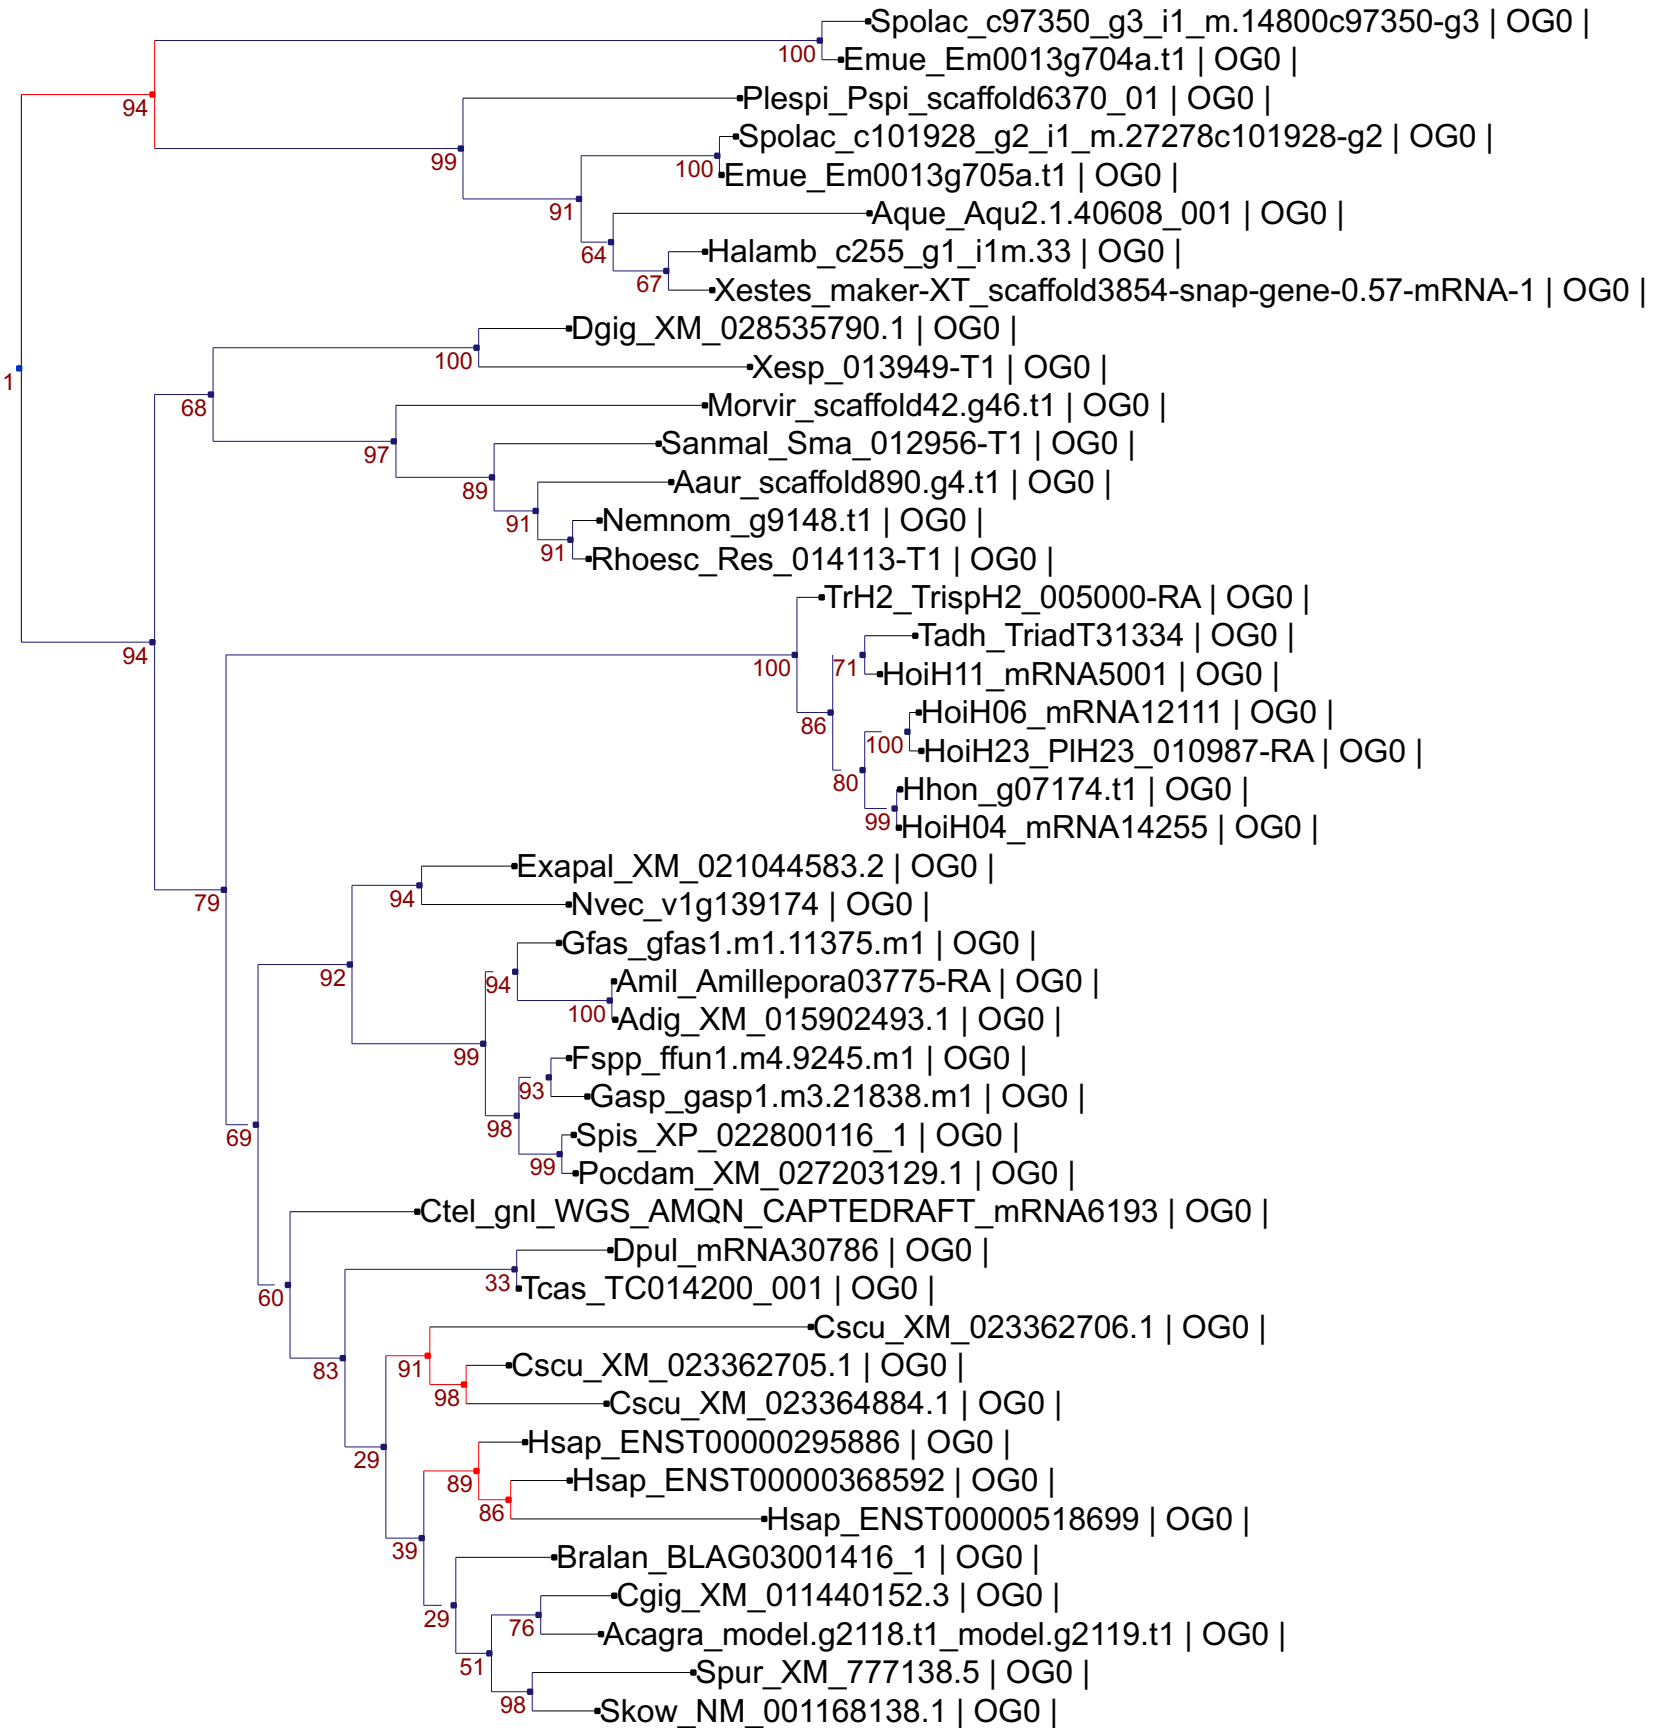 Spolac_c97350_g3_i1_m.14800c97350-g3 | OG0 |
100
Emue_Em0013g704a.t1 | OG0 |
94
Plespi_Pspi_scaffold6370_01 | OG0 |
Spolac_c101928_g2_i1_m.27278c101928-g2 | OG0 |
99
100
Emue_Em0013g705a.t1 | OG0 |
91
Aque_Aqu2.1.40608_001 | OG0 |
64
Halamb_c255_g1_i1m.33 | OG0 |
67
Xestes_maker-XT_scaffold3854-snap-gene-0.57-mRNA-1 | OG0 |
Dgig_XM_028535790.1 | OG0 |
100
Xesp_013949-T1 | OG0 |
1
68
Morvir_scaffold42.g46.t1 | OG0 |
97
Sanmal_Sma_012956-T1 | OG0 |
89
Aaur_scaffold890.g4.t1 | OG0 |
91
Nemnom_g9148.t1 | OG0 |
91
Rhoesc_Res_014113-T1 | OG0 |
TrH2_TrispH2_005000-RA | OG0 |
94
Tadh_TriadT31334 | OG0 |
100
71
HoiH11_mRNA5001 | OG0 |
86
HoiH06_mRNA12111 | OG0 |
100
HoiH23_PlH23_010987-RA | OG0 |
80
Hhon_g07174.t1 | OG0 |
99
HoiH04_mRNA14255 | OG0 |
Exapal_XM_021044583.2 | OG0 |
79
94
Nvec_v1g139174 | OG0 |
Gfas_gfas1.m1.11375.m1 | OG0 |
92
94
Amil_Amillepora03775-RA | OG0 |
100
Adig_XM_015902493.1 | OG0 |
99
Fspp_ffun1.m4.9245.m1 | OG0 |
93
Gasp_gasp1.m3.21838.m1 | OG0 |
69
98
Spis_XP_022800116_1 | OG0 |
99
Pocdam_XM_027203129.1 | OG0 |
Ctel_gnl_WGS_AMQN_CAPTEDRAFT_mRNA6193 | OG0 |
Dpul_mRNA30786 | OG0 |
33
Tcas_TC014200_001 | OG0 |
60
Cscu_XM_023362706.1 | OG0 |
83
91
Cscu_XM_023362705.1 | OG0 |
98
Cscu_XM_023364884.1 | OG0 |
Hsap_ENST00000295886 | OG0 |
29
89
Hsap_ENST00000368592 | OG0 |
86
Hsap_ENST00000518699 | OG0 |
39
Bralan_BLAG03001416_1 | OG0 |
Cgig_XM_011440152.3 | OG0 |
29
76
Acagra_model.g2118.t1_model.g2119.t1 | OG0 |
51
Spur_XM_777138.5 | OG0 |
98
Skow_NM_001168138.1 | OG0 |